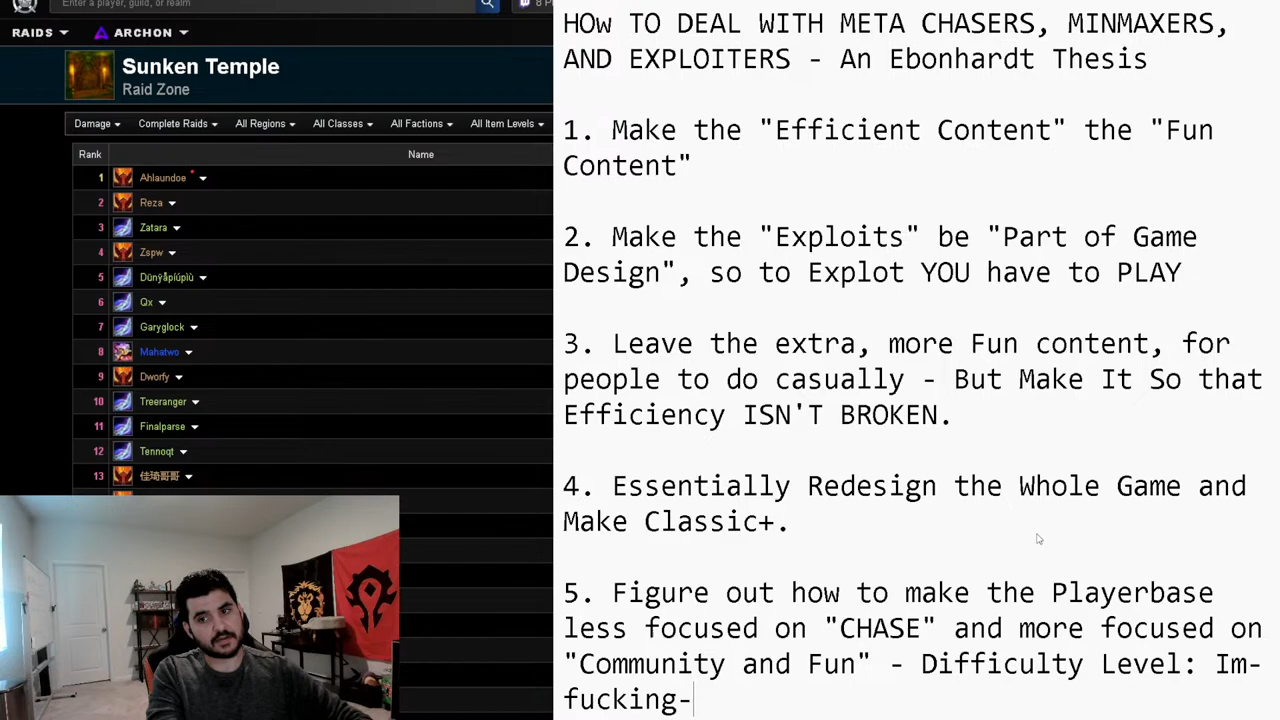 Enter a player, guild, or realm
8 P
RAIDS
ARCHON
Sunken Temple
Raid Zone
Damage Complete Raids All Regions All Classes All Factions All Item Levels
Rank Name
1 Ahlaundoe *
2 Reza
3 Zatara
4 Zspw
5 Dünÿåpíúpìù
6 Qx
7 Garyglock
8 Mahatwo
9 Dworfy
10 Treeranger
11 Finalparse
12 Tennoqt
13 佳琦哥哥
HOW TO DEAL WITH META CHASERS, MINMAXERS,
AND EXPLOITERS - An Ebonhardt Thesis
1. Make the "Efficient Content" the "Fun
Content"
2. Make the "Exploits" be "Part of Game
Design", so to Explot YOU have to PLAY
3. Leave the extra, more Fun content, for
people to do casually - But Make It So that
Efficiency ISN'T BROKEN.
4. Essentially Redesign the Whole Game and
Make Classic+.
5. Figure out how to make the Playerbase
less focused on "CHASE" and more focused on
"Community and Fun" - Difficulty Level: Im-
fucking-